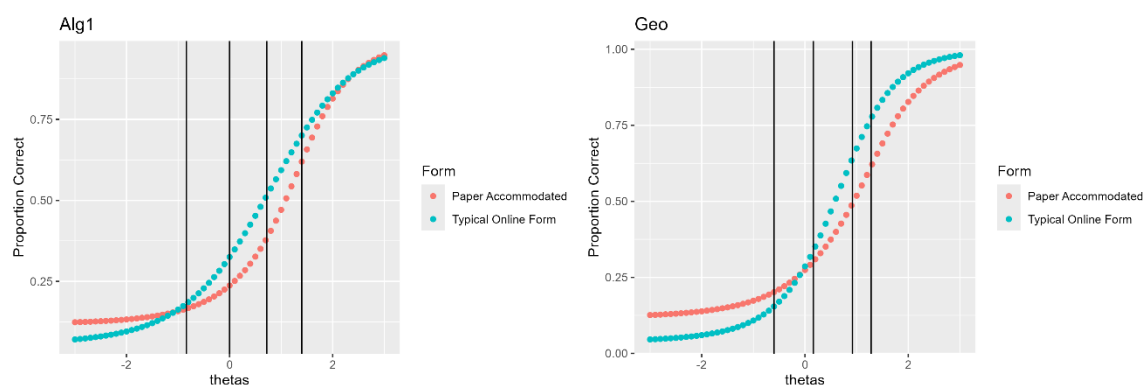 Alg1
Proportion Correct
0.75
0.50
0.25
-2
0
2
thetas
Form
Paper Accommodated
Typical Online Form
Geo
Proportion Correct
1.00
0.75
0.50
0.25
0.00
-2
0
2
thetas
Form
Paper Accommodated
Typical Online Form